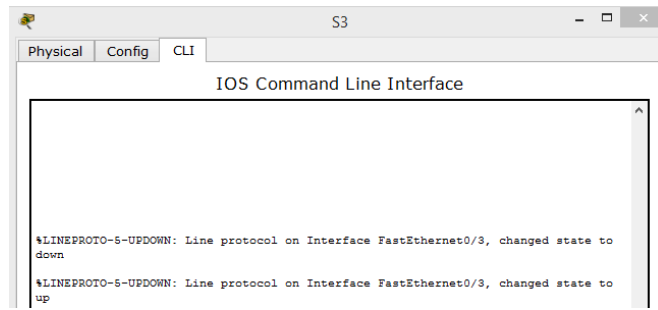 S3
Physical Config CLI
IOS Command Line Interface
%LINEPROTO-5-UPDOWN: Line protocol on Interface FastEthernet0/3, changed state to
down
%LINEPROTO-5-UPDOWN: Line protocol on Interface FastEthernet0/3, changed state to
up